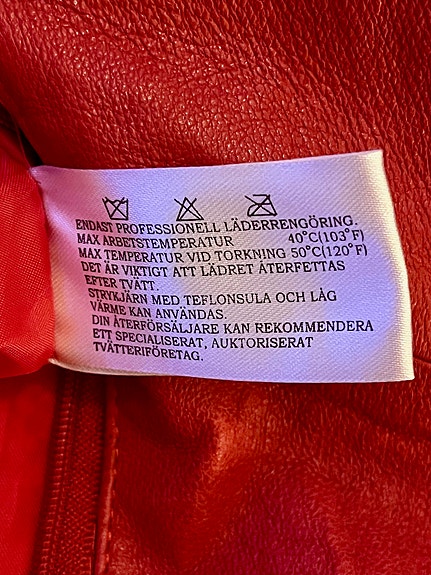 ENDAST PROFESSIONELL LÄDERRENGÖRING.
MAX ARBETSTEMPERATUR 40°C(103°F)
MAX TEMPERATUR VID TORKNING 50°C(120°F)
DET ÄR VIKTIGT ATT LÄDRET ÅTERFETTAS
EFTER TVÄTT.
STRYKJÄRN MED TEFLONSULA OCH LÅG
VÄRME KAN ANVÄNDAS.
DIN ÅTERFÖRSÄLJARE KAN REKOMMENDERA
ETT SPECIALISERAT, AUKTORISERAT
TVÄTTERIFÖRETAG.